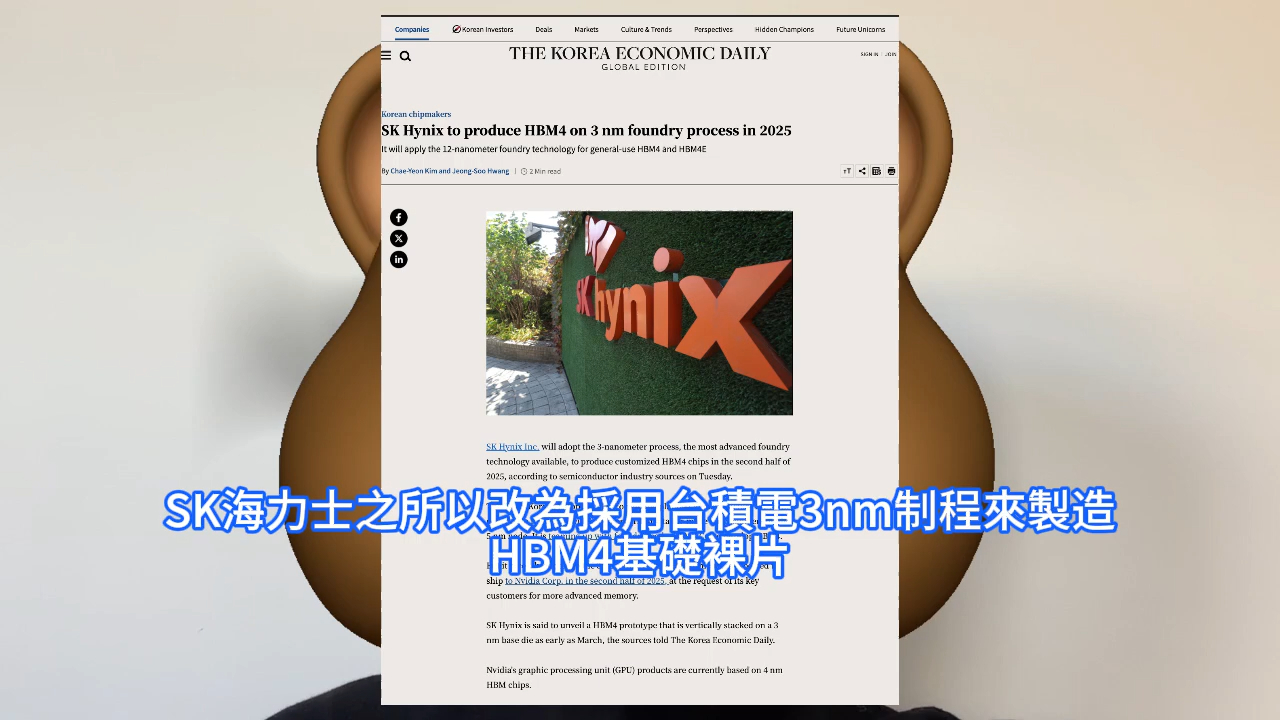 Companies
Korean Investors
Deals
Markets
Culture & Trends
Perspectives
Hidden Champions
Future Unicorns
THE KOREA ECONOMIC DAILY
SIGN IN | JOIN
GLOBAL EDITION
Korean chipmakers
SK Hynix to produce HBM4 on 3 nm foundry process in 2025
It will apply the 12-nanometer foundry technology for general-use HBM4 and HBM4E
By Chae-Yeon Kim and Jeong-Soo Hwang | 2 Min read
SK hynix
SK Hynix Inc. will adopt the 3-nanometer process, the most advanced foundry
technology available, to produce customized HBM4 chips in the second half of
2025, according to semiconductor industry sources on Tuesday.
SK海力士之所以改為採用台積電3nm制程來製造
HBM4基礎裸片
ship to Nvidia Corp. in the second half of 2025, at the request of its key
customers for more advanced memory.
SK Hynix is said to unveil a HBM4 prototype that is vertically stacked on a 3
nm base die as early as March, the sources told The Korea Economic Daily.
Nvidia's graphic processing unit (GPU) products are currently based on 4 nm
HBM chips.